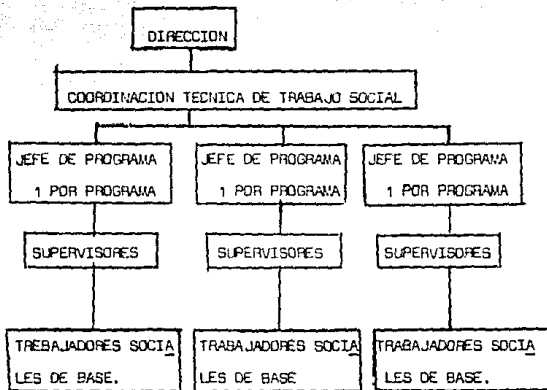 DIRECCION
COORDINACION TECNICA DE TRABAJO SOCIAL
JEFE DE PROGRAMA
1 POR PROGRAMA
JEFE DE PROGRAMA
1 POR PROGRAMA
JEFE DE PROGRAMA
1 POR PROGRAMA
SUPERVISORES
SUPERVISORES
SUPERVISORES
TREBAJADORES SOCIA
LES DE BASE.
TRABAJADORES SOCIA
LES DE BASE
TRABAJADORES SOCIA
LES DE BASE.